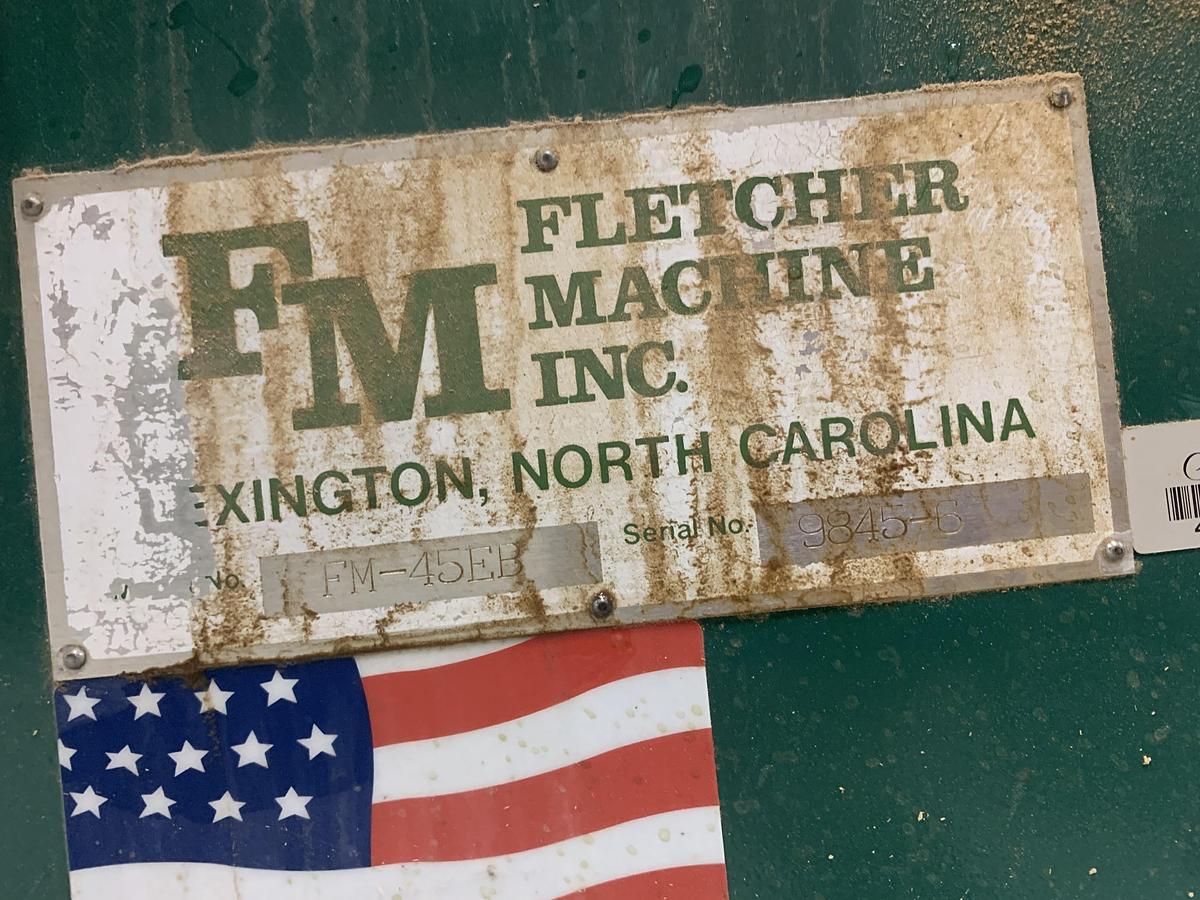 FM
FLETCHER
MACHINE
INC.
EXINGTON, NORTH CAROLINA
No. FM-45EB Serial No. 9845-6